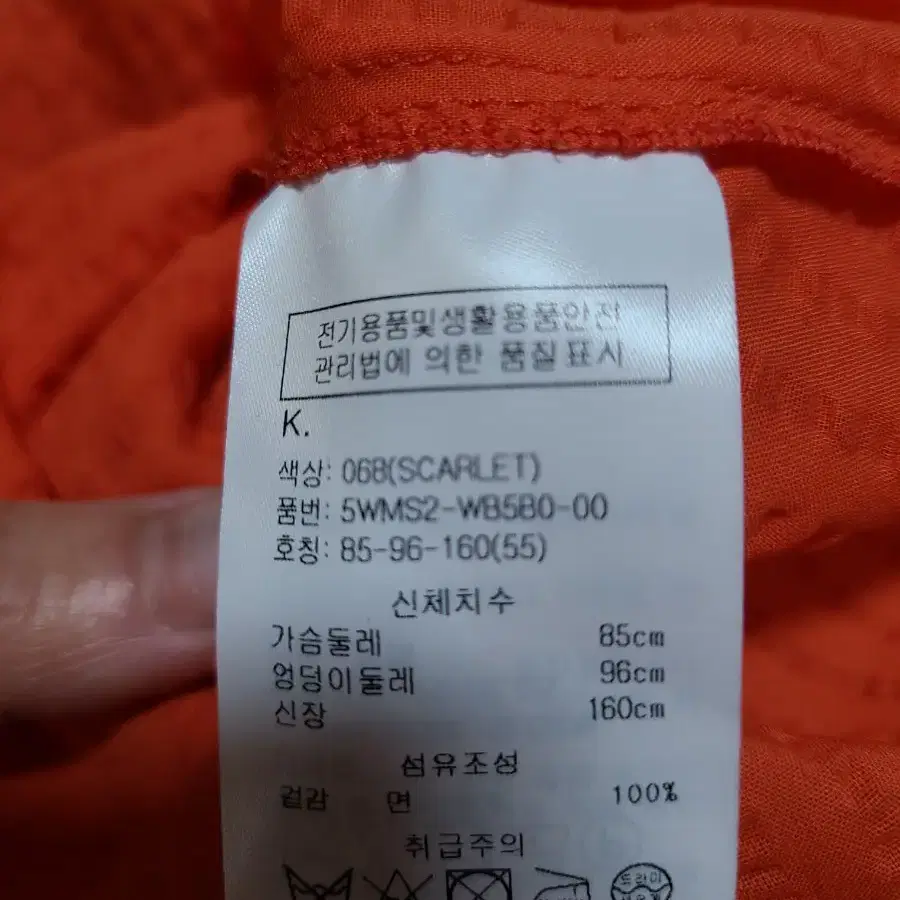 전기용품및생활용품안전
관리법에 의한 품질표시
K.
색상: 068(SCARLET)
품번: 5WMS2-WB5B0-00
호칭: 85-96-160(55)
신체치수
가슴둘레 85cm
엉덩이둘레 96cm
신장 160cm
섬유조성
겉감 면 100%
취급주의
드라이